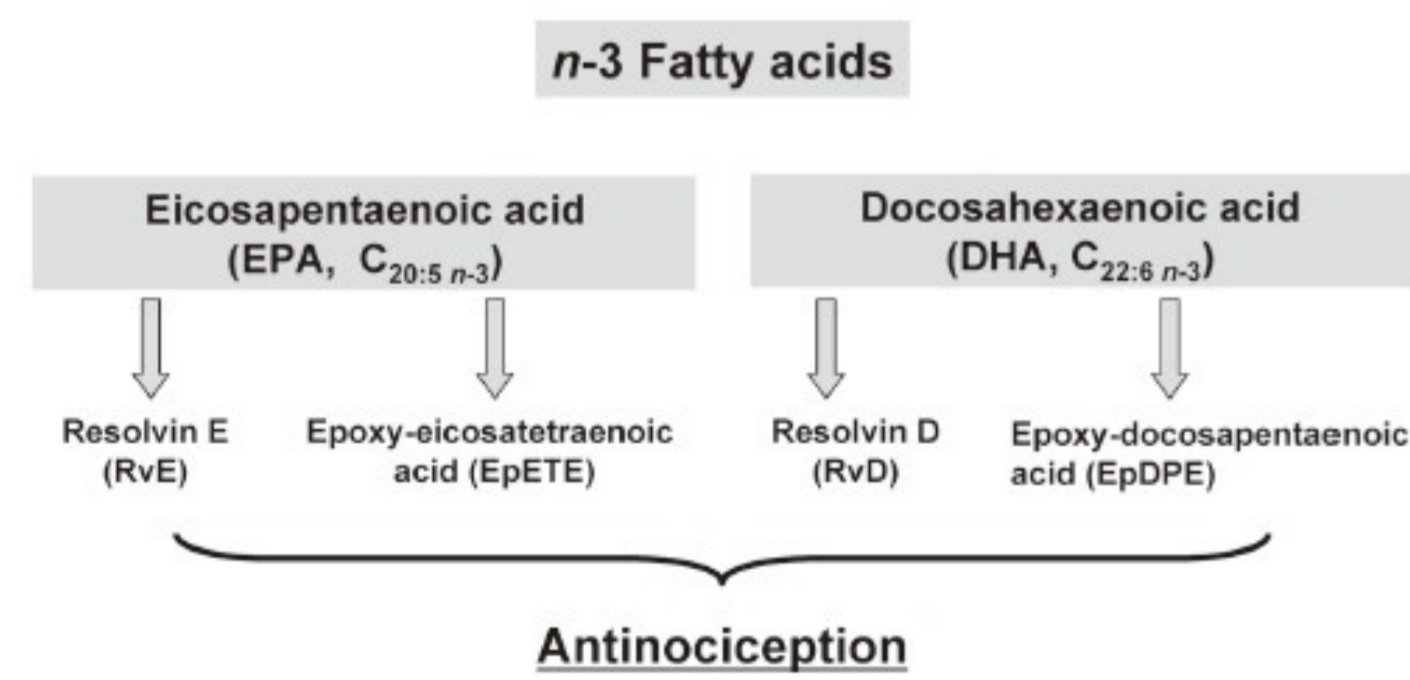 n-3 Fatty acids
Eicosapentaenoic acid
(EPA, C20:5 n-3)
Docosahexaenoic acid
(DHA, C22:6 n-3)
Resolvin E
(RvE)
Epoxy-eicosatetraenoic
acid (EpETE)
Resolvin D
(RvD)
Epoxy-docosapentaenoic
acid (EpDPE)
Antinociception